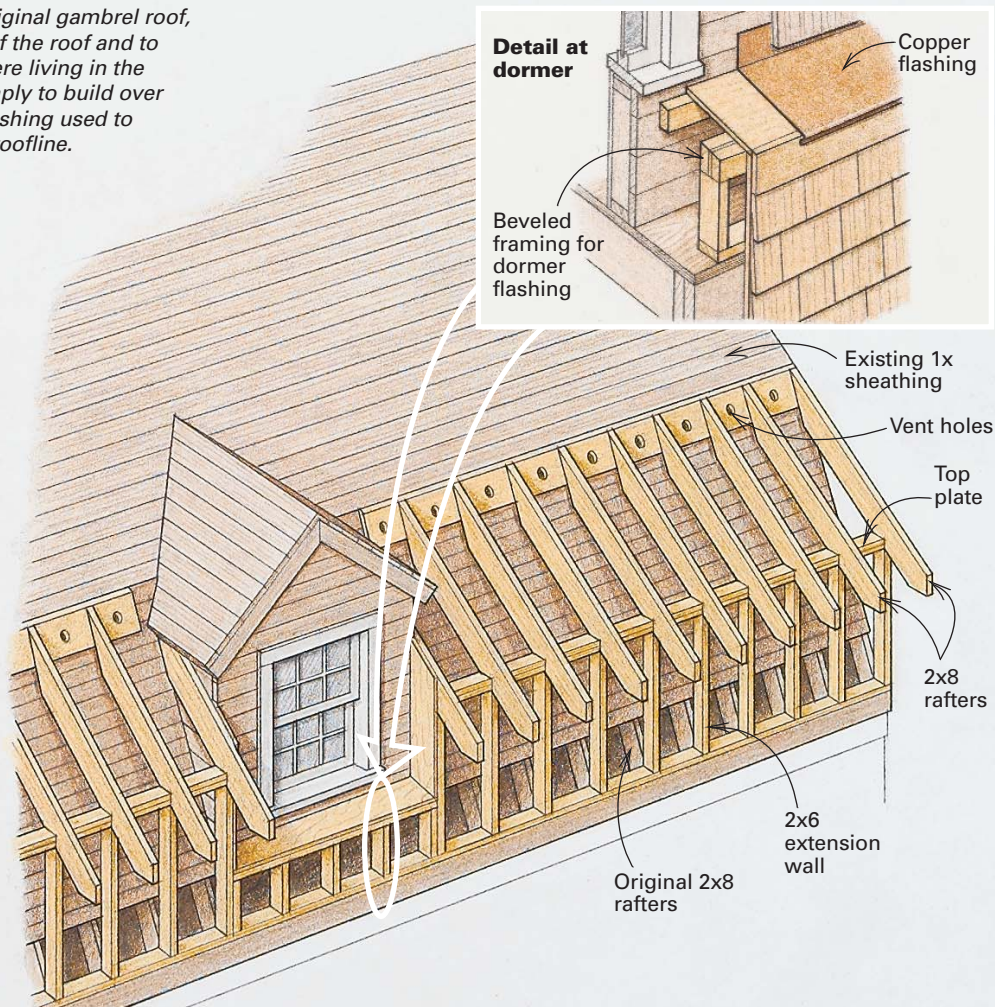 iginal gambrel roof,
f the roof and to
ere living in the
ply to build over
shing used to
oofline.
Detail at
dormer
Copper
flashing
Beveled
framing for
dormer
flashing
Existing 1x
sheathing
Vent holes
Top
plate
2x8
rafters
2x6
extension
wall
Original 2x8
rafters